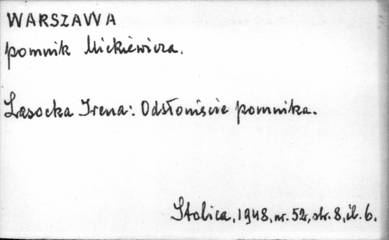 WARSZAWA
pomnik Mickiewicza.
Lasocka Irena: Odsłonięcie pomnika.
Stolica, 1948, nr. 52, str. 8, il. 6.